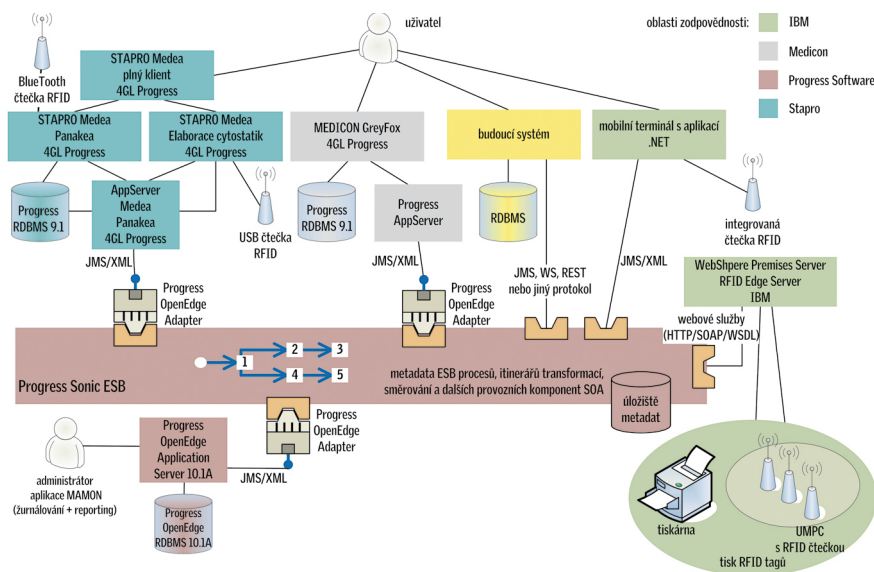 uživatel
oblasti zodpovědnosti:
IBM
Medicon
Progress Software
Stapro
BlueTooth
čtečka RFID
STAPRO Medea
plný klient
4GL Progress
STAPRO Medea
Panakea
4GL Progress
STAPRO Medea
Elaborace cytostatik
4GL Progress
MEDICON GreyFox
4GL Progress
budoucí systém
mobilní terminál s aplikací
.NET
Progress
RDBMS 9.1
AppServer
Medea
Panakea
4GL Progress
USB čtečka
RFID
Progress
RDBMS 9.1
Progress
AppServer
RDBMS
integrovaná
čtečka RFID
JMS/XML
Progress
OpenEdge
Adapter
JMS/XML
Progress
OpenEdge
Adapter
JMS, WS, REST
nebo jiný protokol
JMS/XML
WebShpere Premises Server
RFID Edge Server
IBM
webové služby
(HTTP/SOAP/WSDL)
Progress Sonic ESB
1
2
3
4
5
metadata ESB procesů, itinerářů transformací,
směrování a dalších provozních komponent SOA
úložiště
metadat
Progress
OpenEdge
Adapter
JMS/XML
administrátor
aplikace MAMON
(žurnálování + reporting)
Progress
OpenEdge
Application
Server 10.1A
Progress
OpenEdge
RDBMS 10.1A
tiskárna
UMPC
s RFID čtečkou
tisk RFID tagů